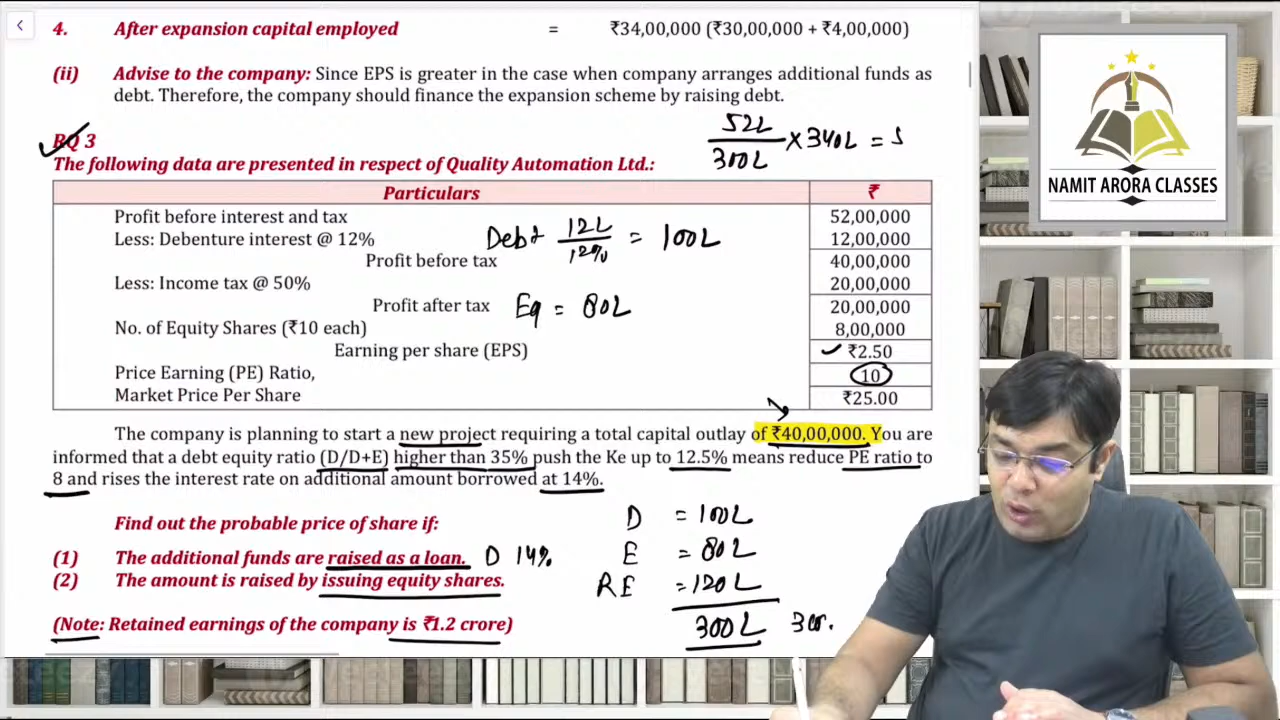 4. After expansion capital employed = ₹34,00,000 (₹30,00,000 + ₹4,00,000)
(ii) Advise to the company: Since EPS is greater in the case when company arranges additional funds as
debt. Therefore, the company should finance the expansion scheme by raising debt.
RQ 3
52L/300L × 340L = 5
The following data are presented in respect of Quality Automation Ltd.:
Particulars ₹
Profit before interest and tax 52,00,000
Less: Debenture interest @ 12% 12,00,000
Debt 12L/12% = 100L
Profit before tax 40,00,000
Less: Income tax @ 50% 20,00,000
Profit after tax 20,00,000
Eq = 80L
No. of Equity Shares (₹10 each) 8,00,000
Earning per share (EPS) ₹2.50
Price Earning (PE) Ratio, 10
Market Price Per Share ₹25.00
The company is planning to start a new project requiring a total capital outlay of ₹40,00,000. You are
informed that a debt equity ratio (D/D+E) higher than 35% push the Ke up to 12.5% means reduce PE ratio to
8 and rises the interest rate on additional amount borrowed at 14%.
Find out the probable price of share if:
(1) The additional funds are raised as a loan. D 14%
(2) The amount is raised by issuing equity shares.
(Note: Retained earnings of the company is ₹1.2 crore)
D = 100L
E = 80L
RE = 120L
300L
NAMIT ARORA CLASSES